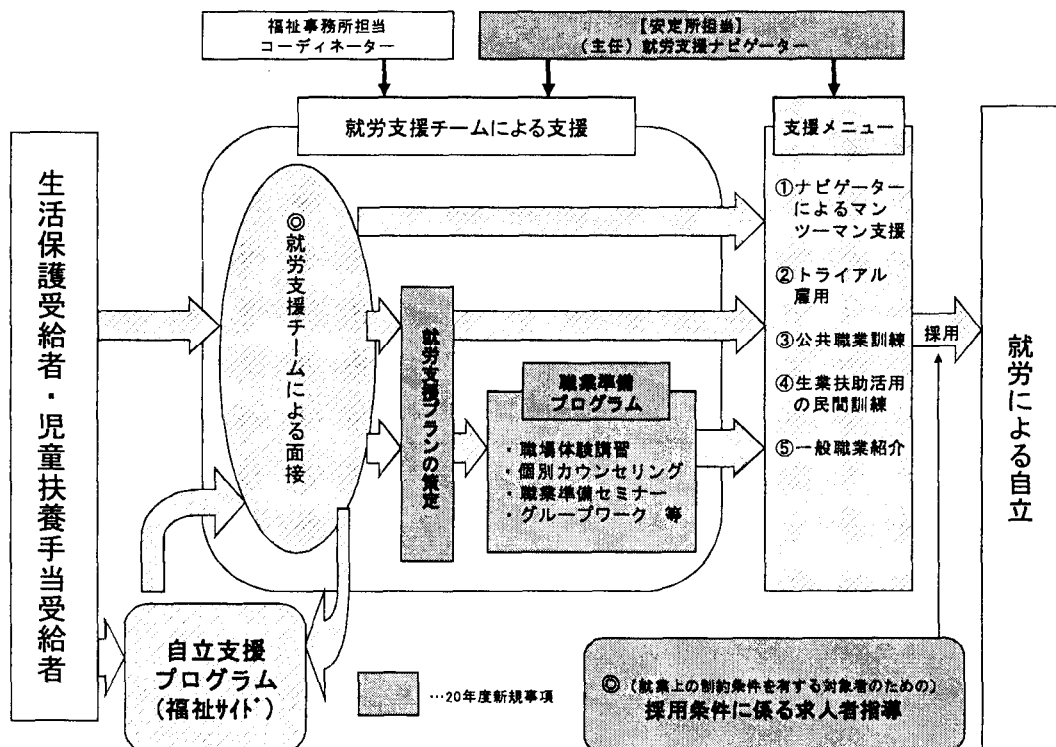 福祉事務所担当
コーディネーター
【安定所担当】
(主任)就労支援ナビゲーター
就労支援チームによる支援
支援メニュー
生活保護受給者・児童扶養手当受給者
◎就労支援チームによる面接
就労支援プランの策定
職業準備
プログラム
・職場体験講習
・個別カウンセリング
・職業準備セミナー
・グループワーク 等
①ナビゲーター
によるマン
ツーマン支援
②トライアル
雇用
③公共職業訓練
④生業扶助活用
の民間訓練
⑤一般職業紹介
採用
就労による自立
自立支援
プログラム
(福祉サイド)
…20年度新規事項
◎(就業上の制約条件を有する対象者のための)
採用条件に係る求人者指導